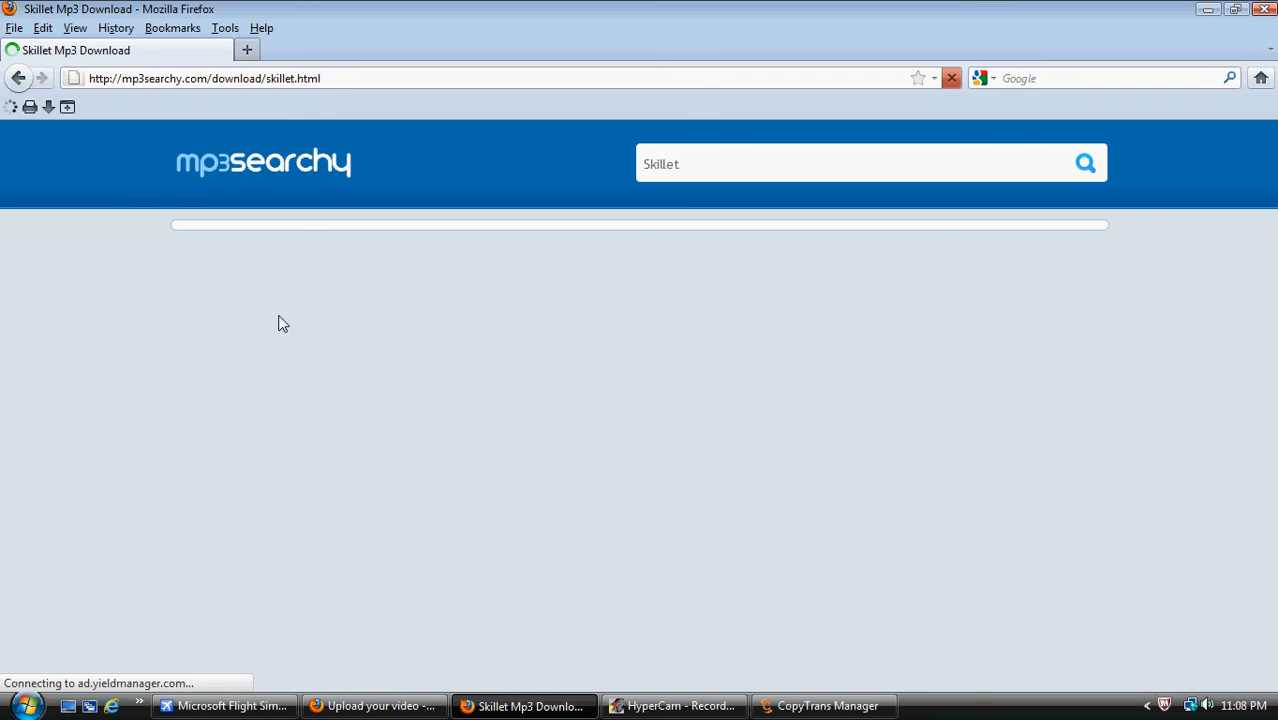 Skillet Mp3 Download - Mozilla Firefox
File Edit View History Bookmarks Tools Help
Skillet Mp3 Download
http://mp3searchy.com/download/skillet.html Google
mp3searchy Skillet
Connecting to ad.yieldmanager.com...
Microsoft Flight Sim... Upload your video -... Skillet Mp3 Downlo... HyperCam - Record... CopyTrans Manager 11:08 PM